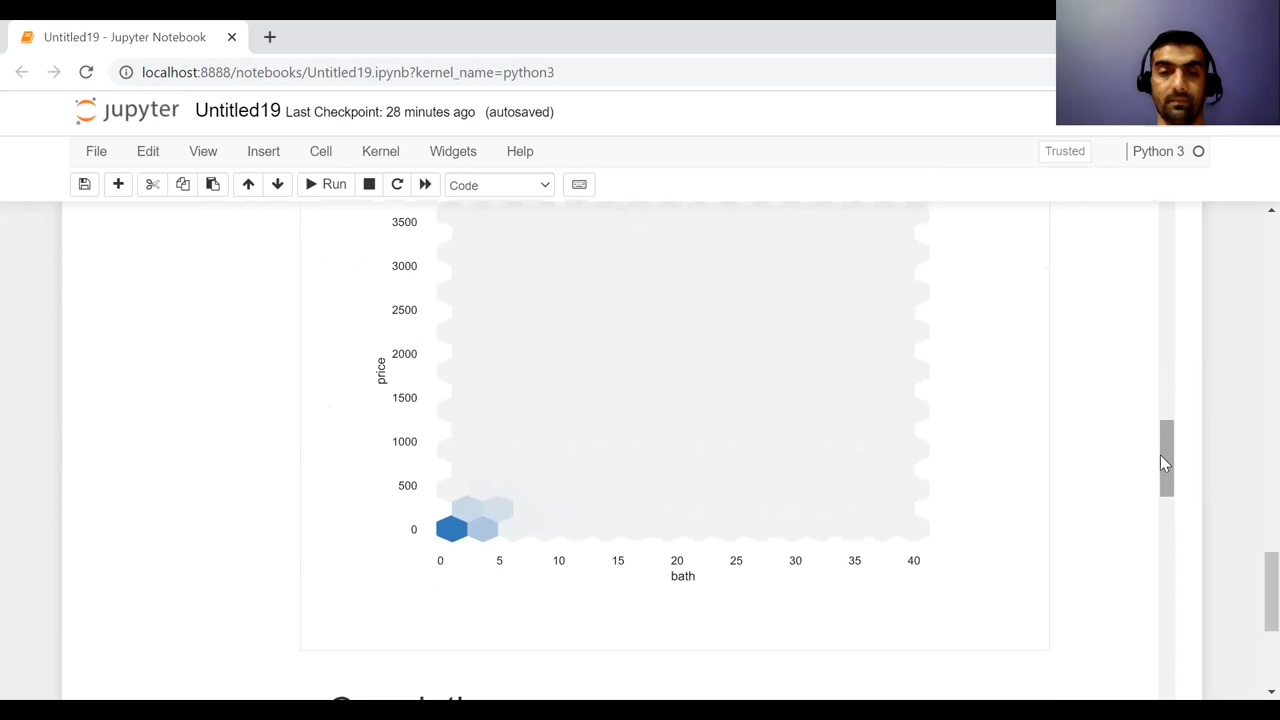 Untitled19 - Jupyter Notebook
localhost:8888/notebooks/Untitled19.ipynb?kernel_name=python3
jupyter Untitled19 Last Checkpoint: 28 minutes ago (autosaved)
File Edit View Insert Cell Kernel Widgets Help Trusted Python 3
Run Code
3500
3000
2500
2000
price
1500
1000
500
0
0 5 10 15 20 25 30 35 40
bath